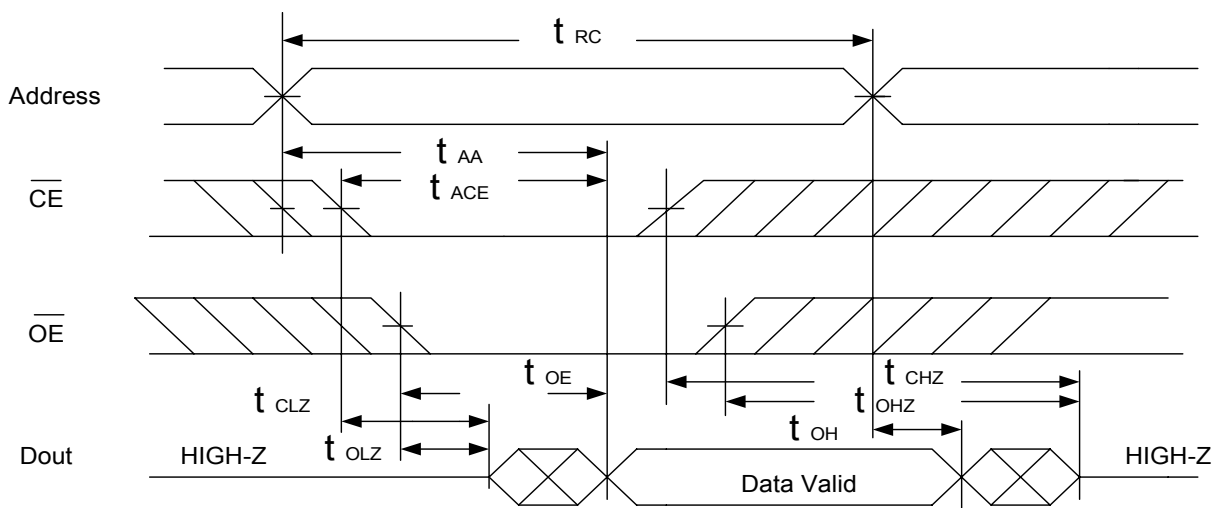 t RC
Address
t AA
CE
t ACE
OE
t OE
t CHZ
t CLZ
t OHZ
t OLZ
t OH
Dout
HIGH-Z
Data Valid
HIGH-Z